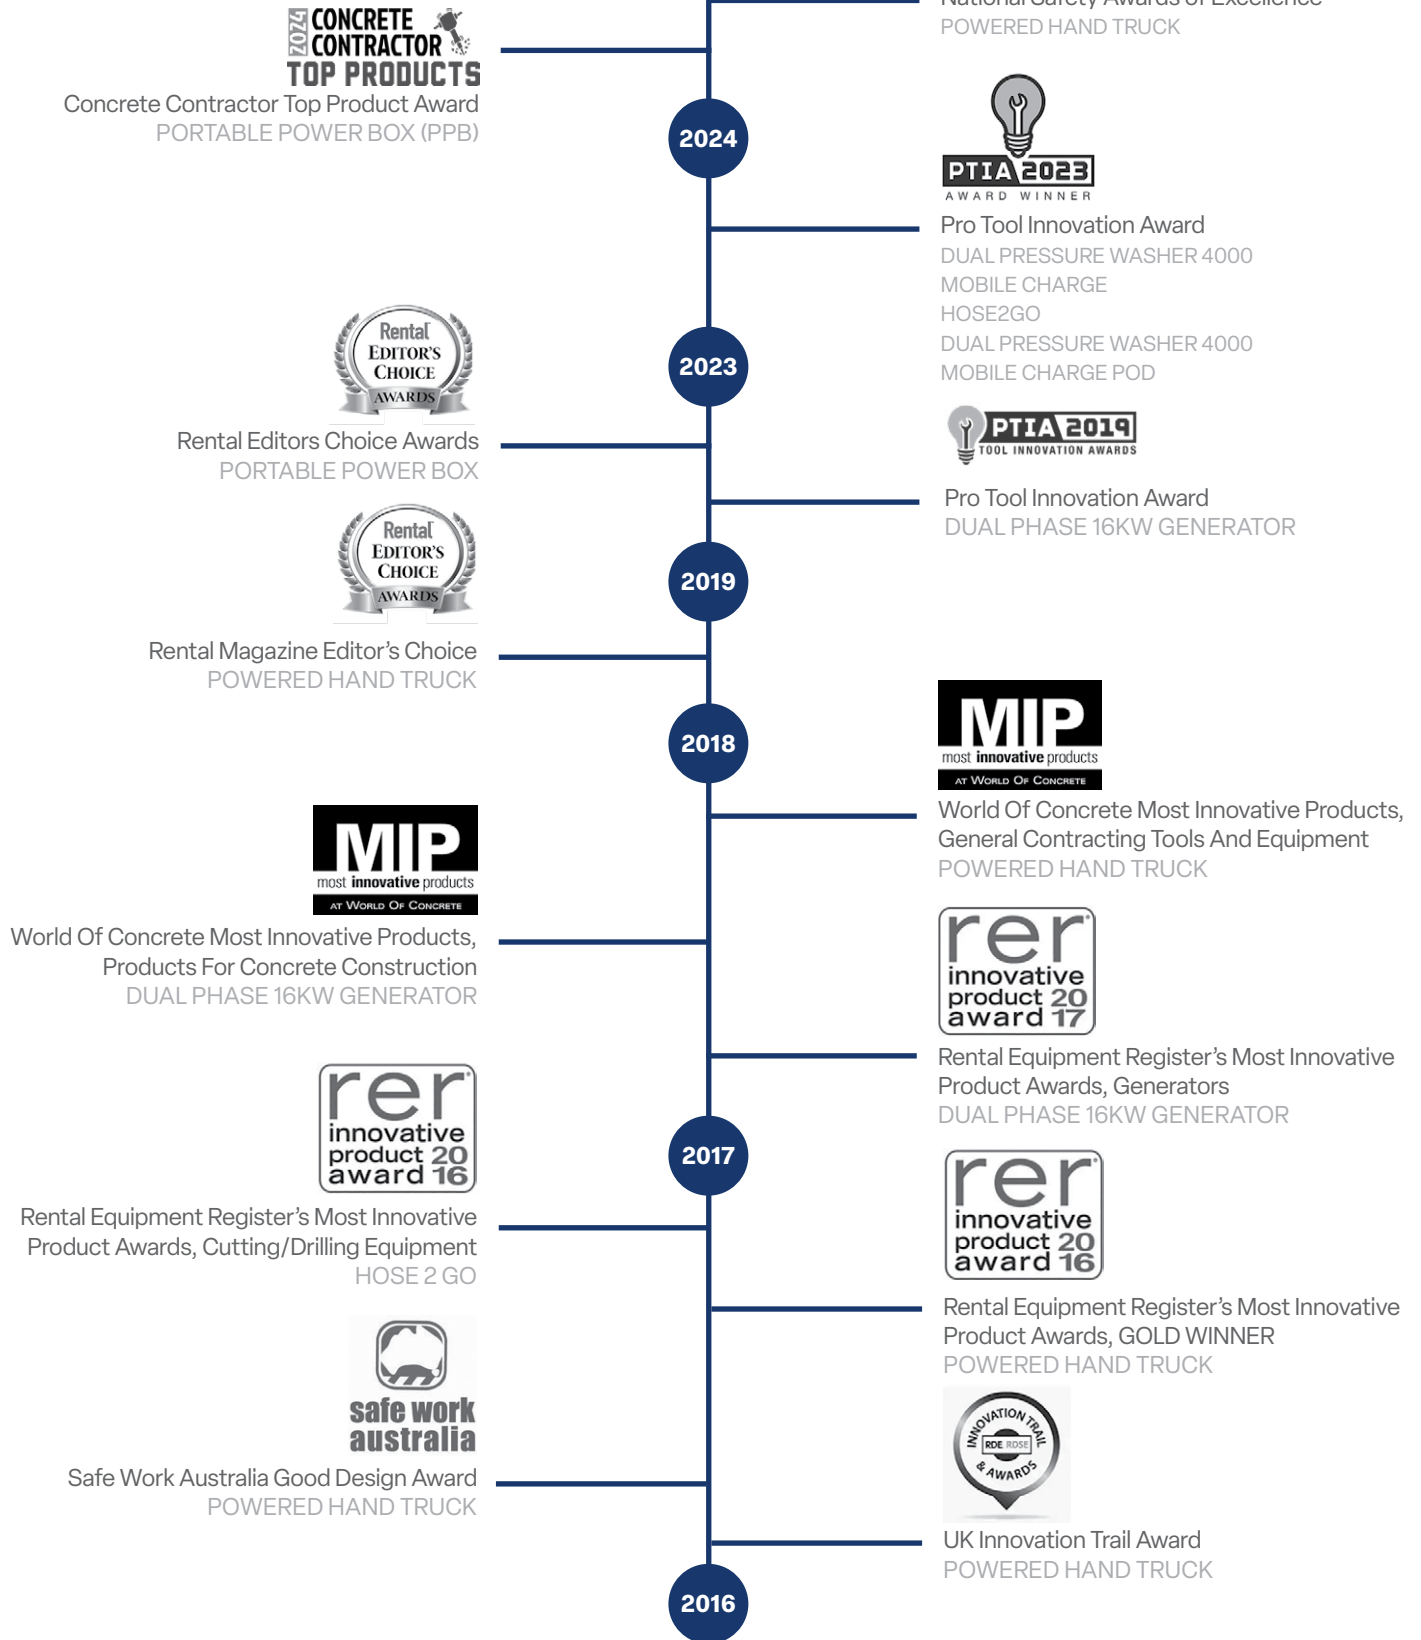 National Safety Awards of Excellence
POWERED HAND TRUCK
2024 CONCRETE
CONTRACTOR
TOP PRODUCTS
Concrete Contractor Top Product Award
PORTABLE POWER BOX (PPB)
2024
PTIA 2023
AWARD WINNER
Pro Tool Innovation Award
DUAL PRESSURE WASHER 4000
MOBILE CHARGE
HOSE2GO
DUAL PRESSURE WASHER 4000
MOBILE CHARGE POD
Rental
EDITOR'S
CHOICE
AWARDS
2023
Rental Editors Choice Awards
PORTABLE POWER BOX
PTIA 2019
TOOL INNOVATION AWARDS
Pro Tool Innovation Award
DUAL PHASE 16KW GENERATOR
Rental
EDITOR'S
CHOICE
AWARDS
2019
Rental Magazine Editor's Choice
POWERED HAND TRUCK
2018
MIP
most innovative products
AT WORLD OF CONCRETE
World Of Concrete Most Innovative Products,
General Contracting Tools And Equipment
POWERED HAND TRUCK
MIP
most innovative products
AT WORLD OF CONCRETE
World Of Concrete Most Innovative Products,
Products For Concrete Construction
DUAL PHASE 16KW GENERATOR
rer
innovative
product 20
award 17
Rental Equipment Register's Most Innovative
Product Awards, Generators
DUAL PHASE 16KW GENERATOR
rer
innovative
product 20
award 16
2017
Rental Equipment Register's Most Innovative
Product Awards, Cutting/Drilling Equipment
HOSE 2 GO
rer
innovative
product 20
award 16
Rental Equipment Register's Most Innovative
Product Awards, GOLD WINNER
POWERED HAND TRUCK
safe work
australia
Safe Work Australia Good Design Award
POWERED HAND TRUCK
INNOVATION TRAIL
RDE RDSE
& AWARDS
UK Innovation Trail Award
POWERED HAND TRUCK
2016